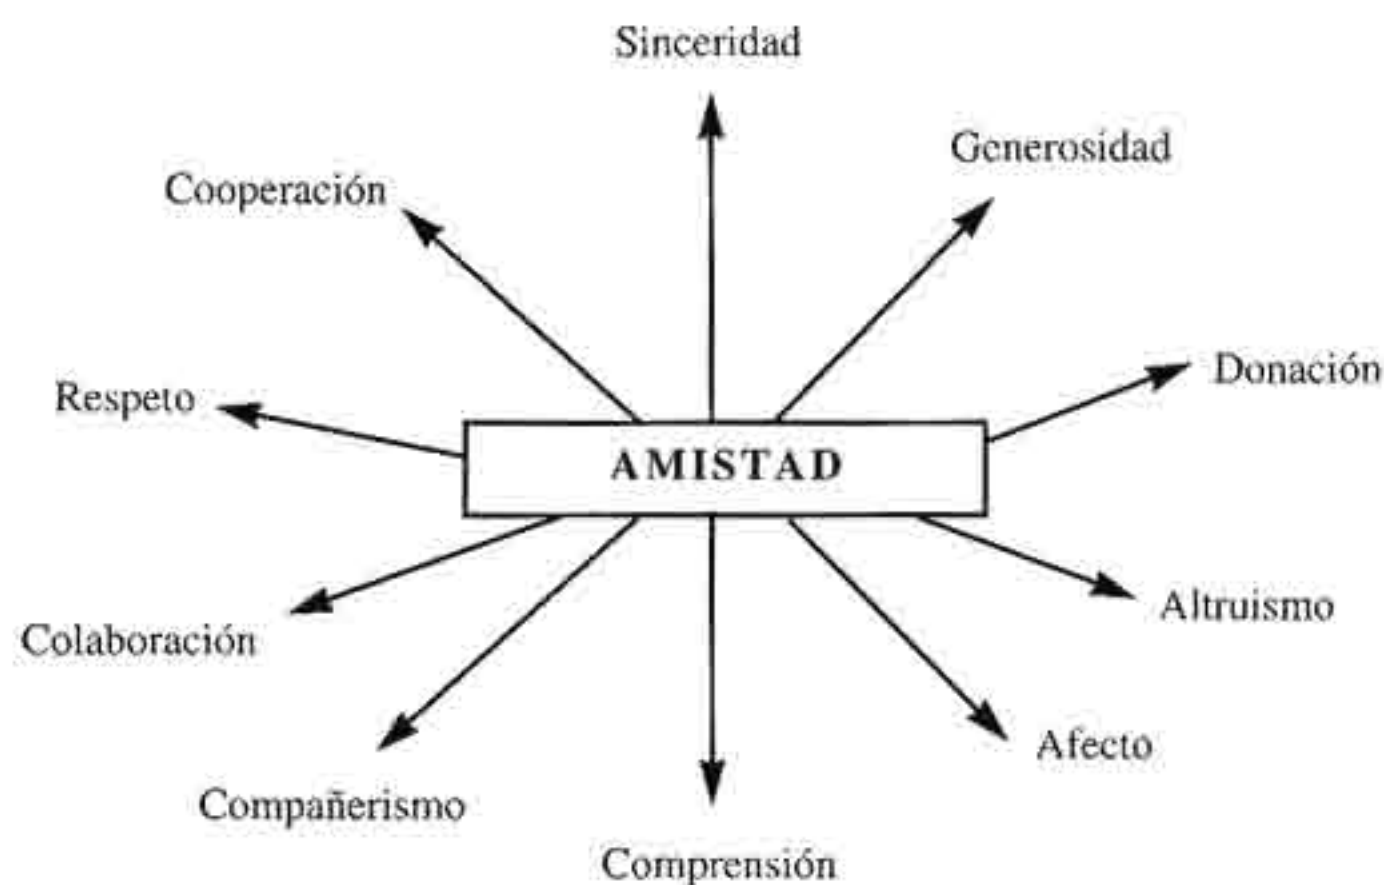 Sinceridad
Generosidad
Cooperación
Donación
Respeto
AMISTAD
Altruismo
Colaboración
Afecto
Compañerismo
Comprensión